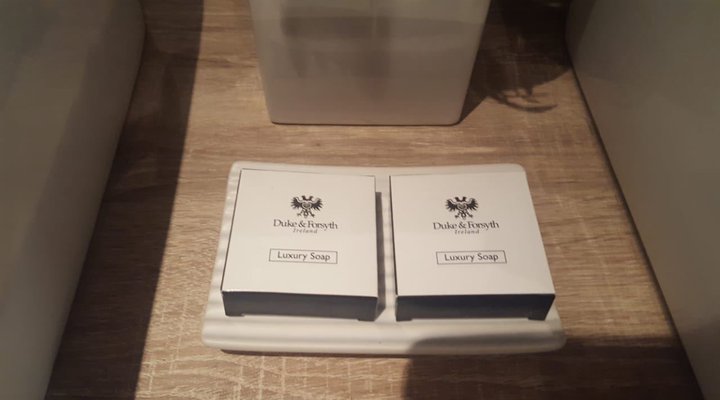 Duke & Forsyth
Ireland
Luxury Soap
Duke & Forsyth
Ireland
Luxury Soap